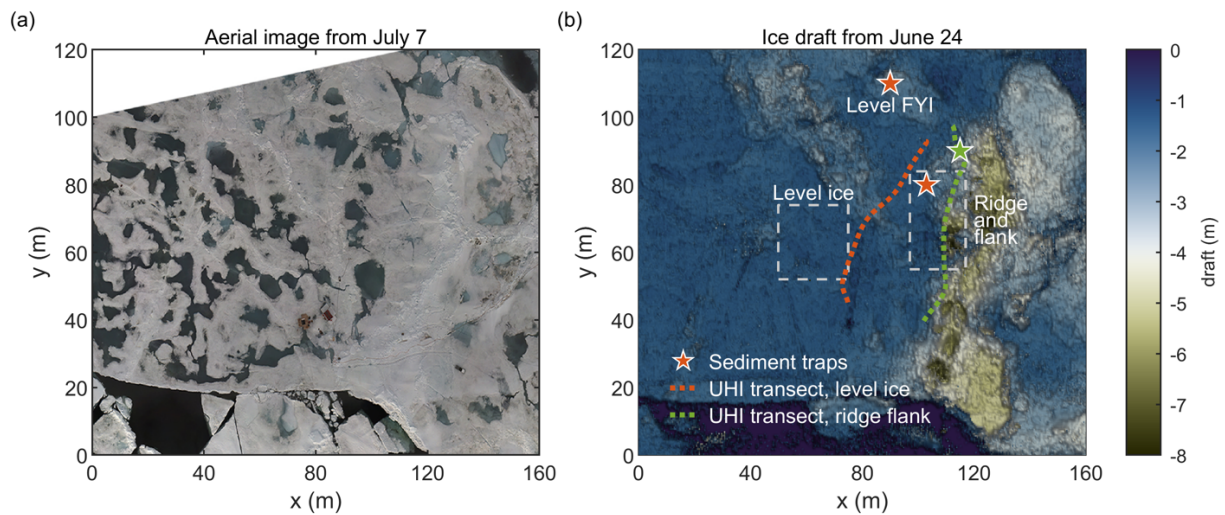 (a)
Aerial image from July 7
120
100
80
60
40
20
0
y (m)
0
40
80
120
160
x (m)
(b)
Ice draft from June 24
120
100
80
60
40
20
0
y (m)
0
40
80
120
160
x (m)
Level FYI
Level ice
Ridge
and
flank
Sediment traps
UHI transect, level ice
UHI transect, ridge flank
0
-1
-2
-3
-4
-5
-6
-7
-8
draft (m)